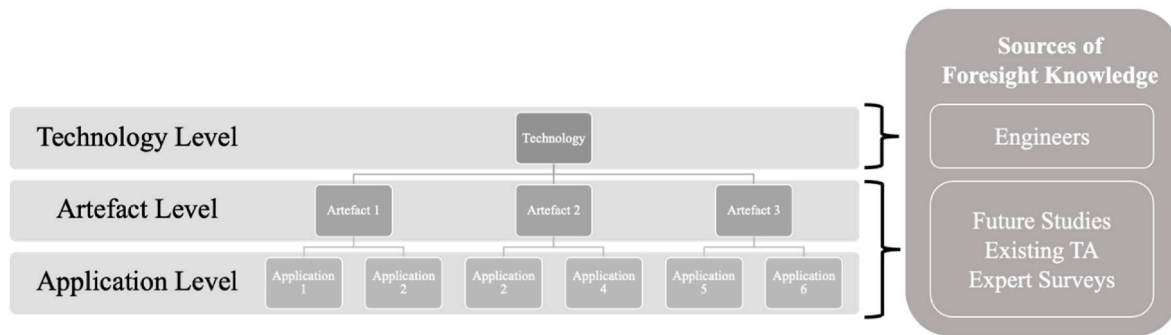 Sources of
Foresight Knowledge
Technology Level
Technology
Engineers
Artefact Level
Artefact 1
Artefact 2
Artefact 3
Future Studies
Existing TA
Expert Surveys
Application Level
Application
1
Application
2
Application
2
Application
4
Application
5
Application
6